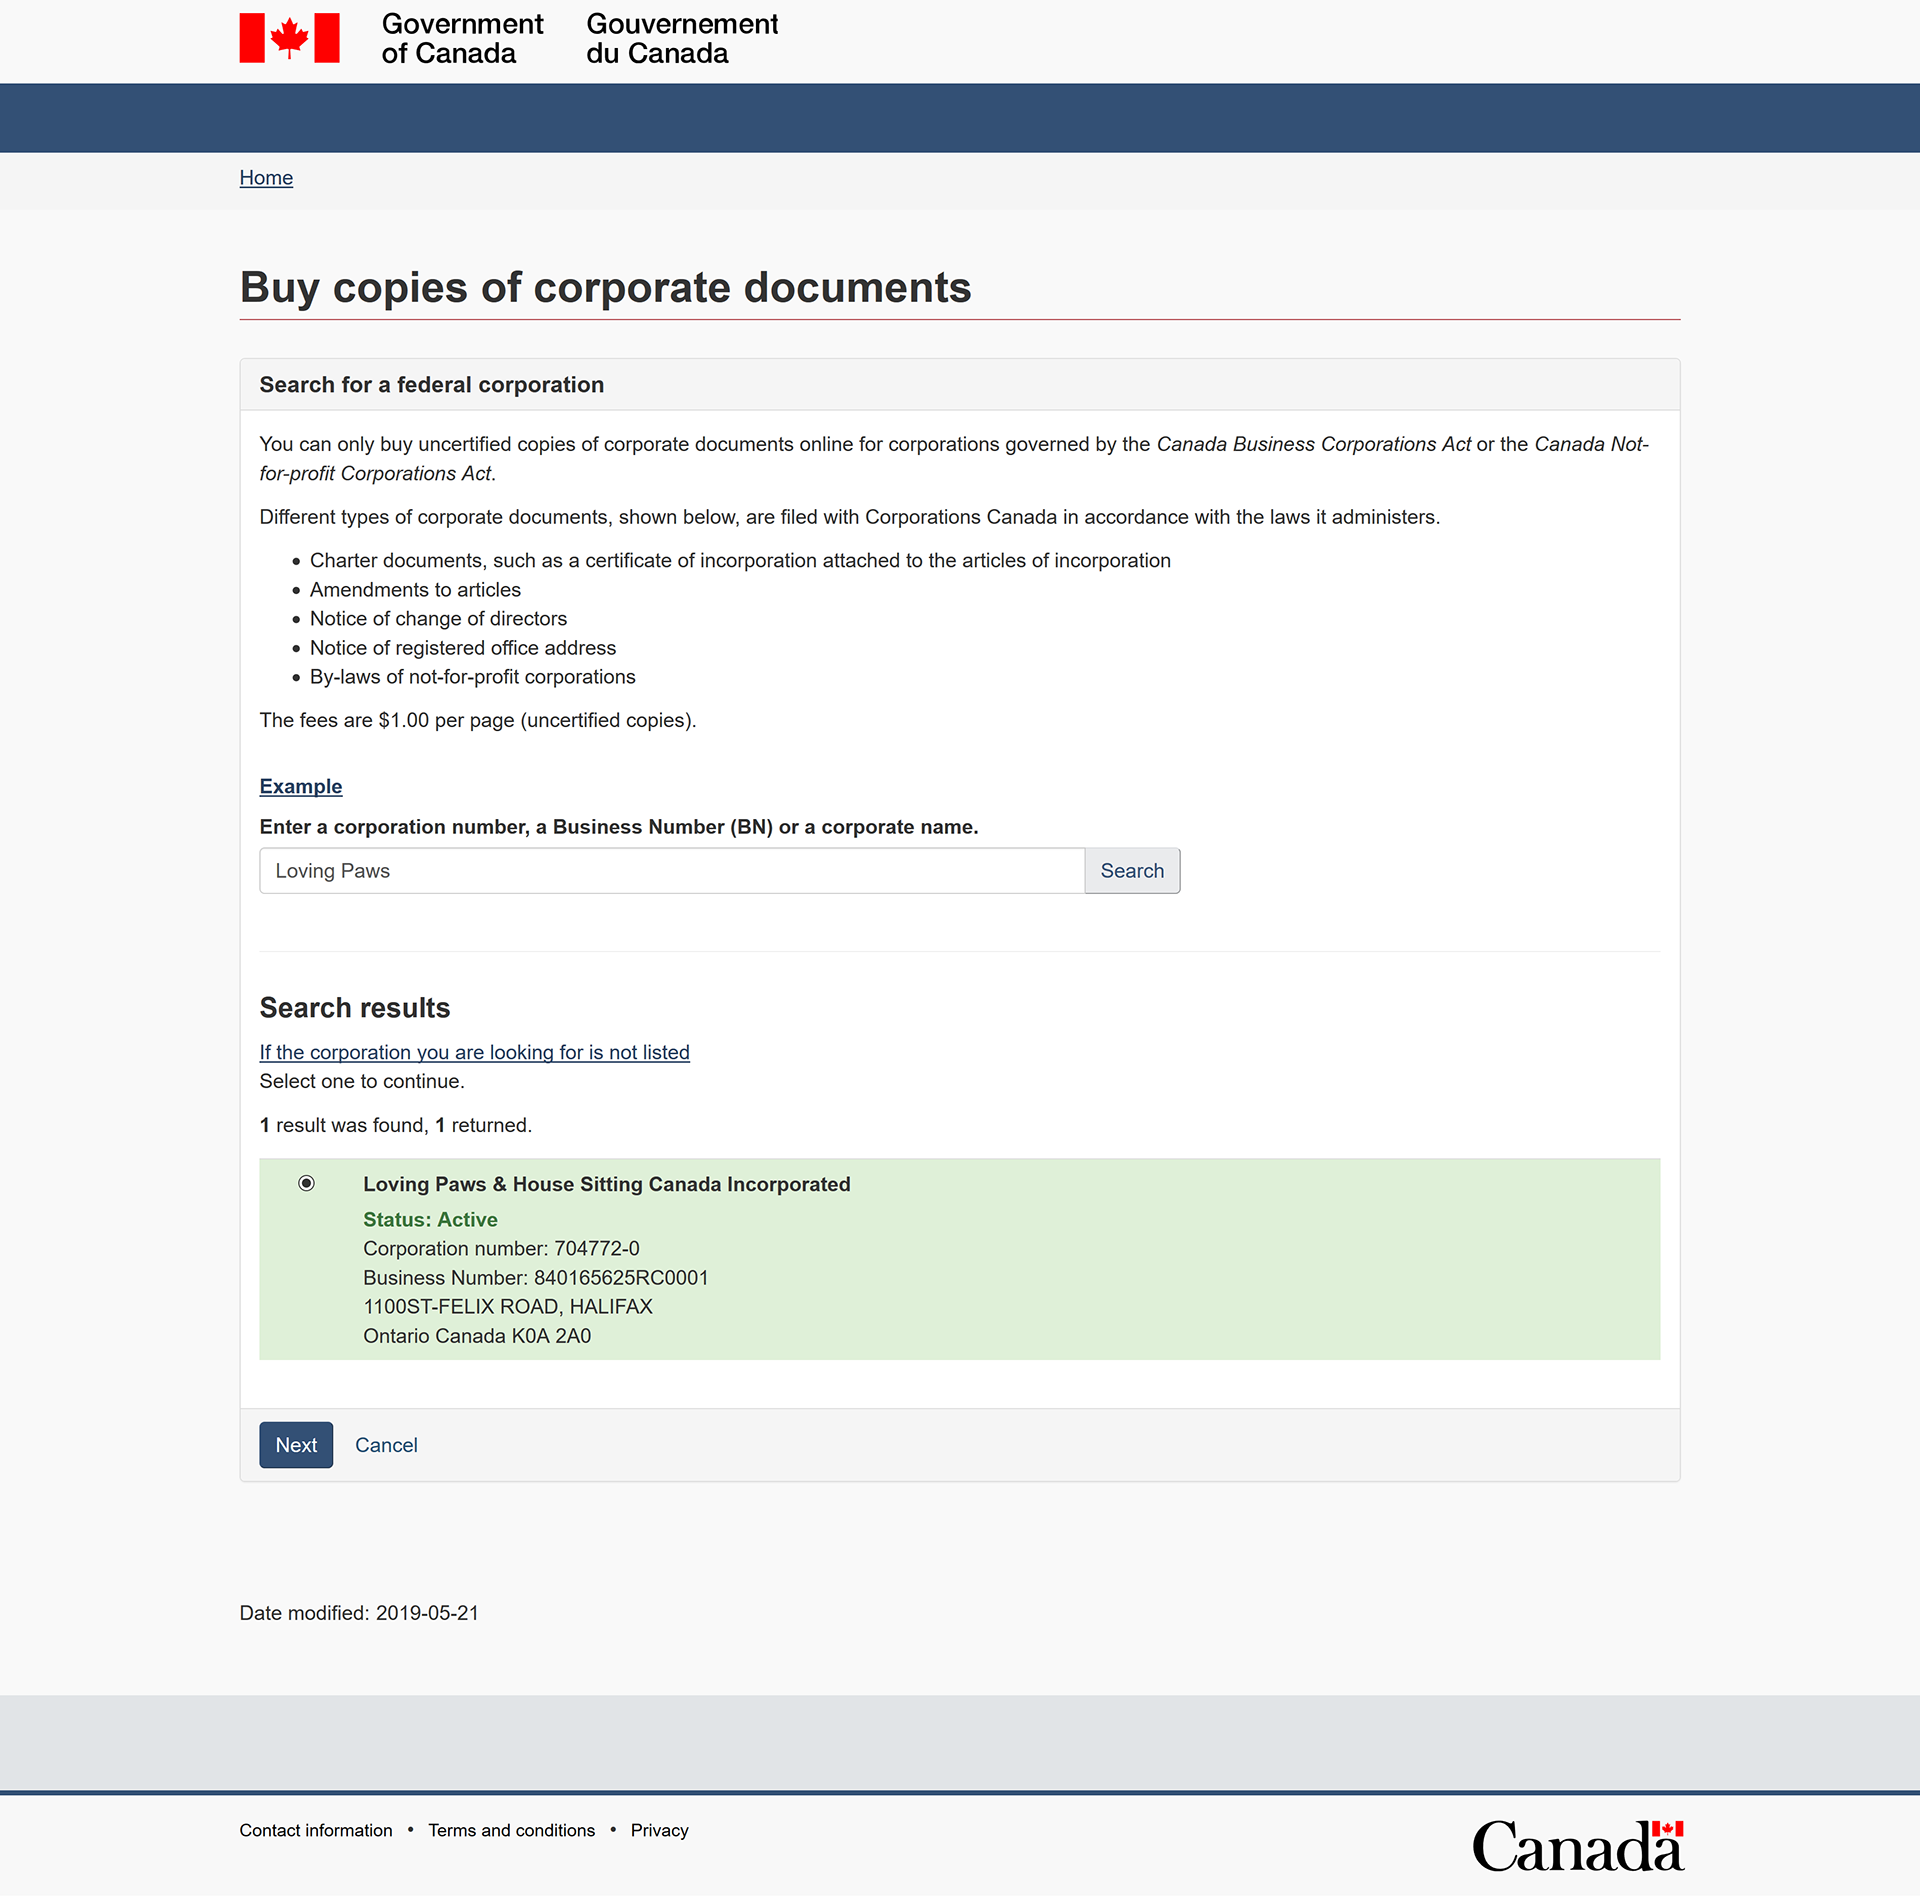 Government of Canada
Gouvernement du Canada
Home
Buy copies of corporate documents
Search for a federal corporation
You can only buy uncertified copies of corporate documents online for corporations governed by the Canada Business Corporations Act or the Canada Not-
for-profit Corporations Act.
Different types of corporate documents, shown below, are filed with Corporations Canada in accordance with the laws it administers.
• Charter documents, such as a certificate of incorporation attached to the articles of incorporation
• Amendments to articles
• Notice of change of directors
• Notice of registered office address
• By-laws of not-for-profit corporations
The fees are $1.00 per page (uncertified copies).
Example
Enter a corporation number, a Business Number (BN) or a corporate name.
Loving Paws Search
Search results
If the corporation you are looking for is not listed
Select one to continue.
1 result was found, 1 returned.
Loving Paws & House Sitting Canada Incorporated
Status: Active
Corporation number: 704772-0
Business Number: 840165625RC0001
1100ST-FELIX ROAD, HALIFAX
Ontario Canada K0A 2A0
Next Cancel
Date modified: 2019-05-21
Contact information • Terms and conditions • Privacy
Canada